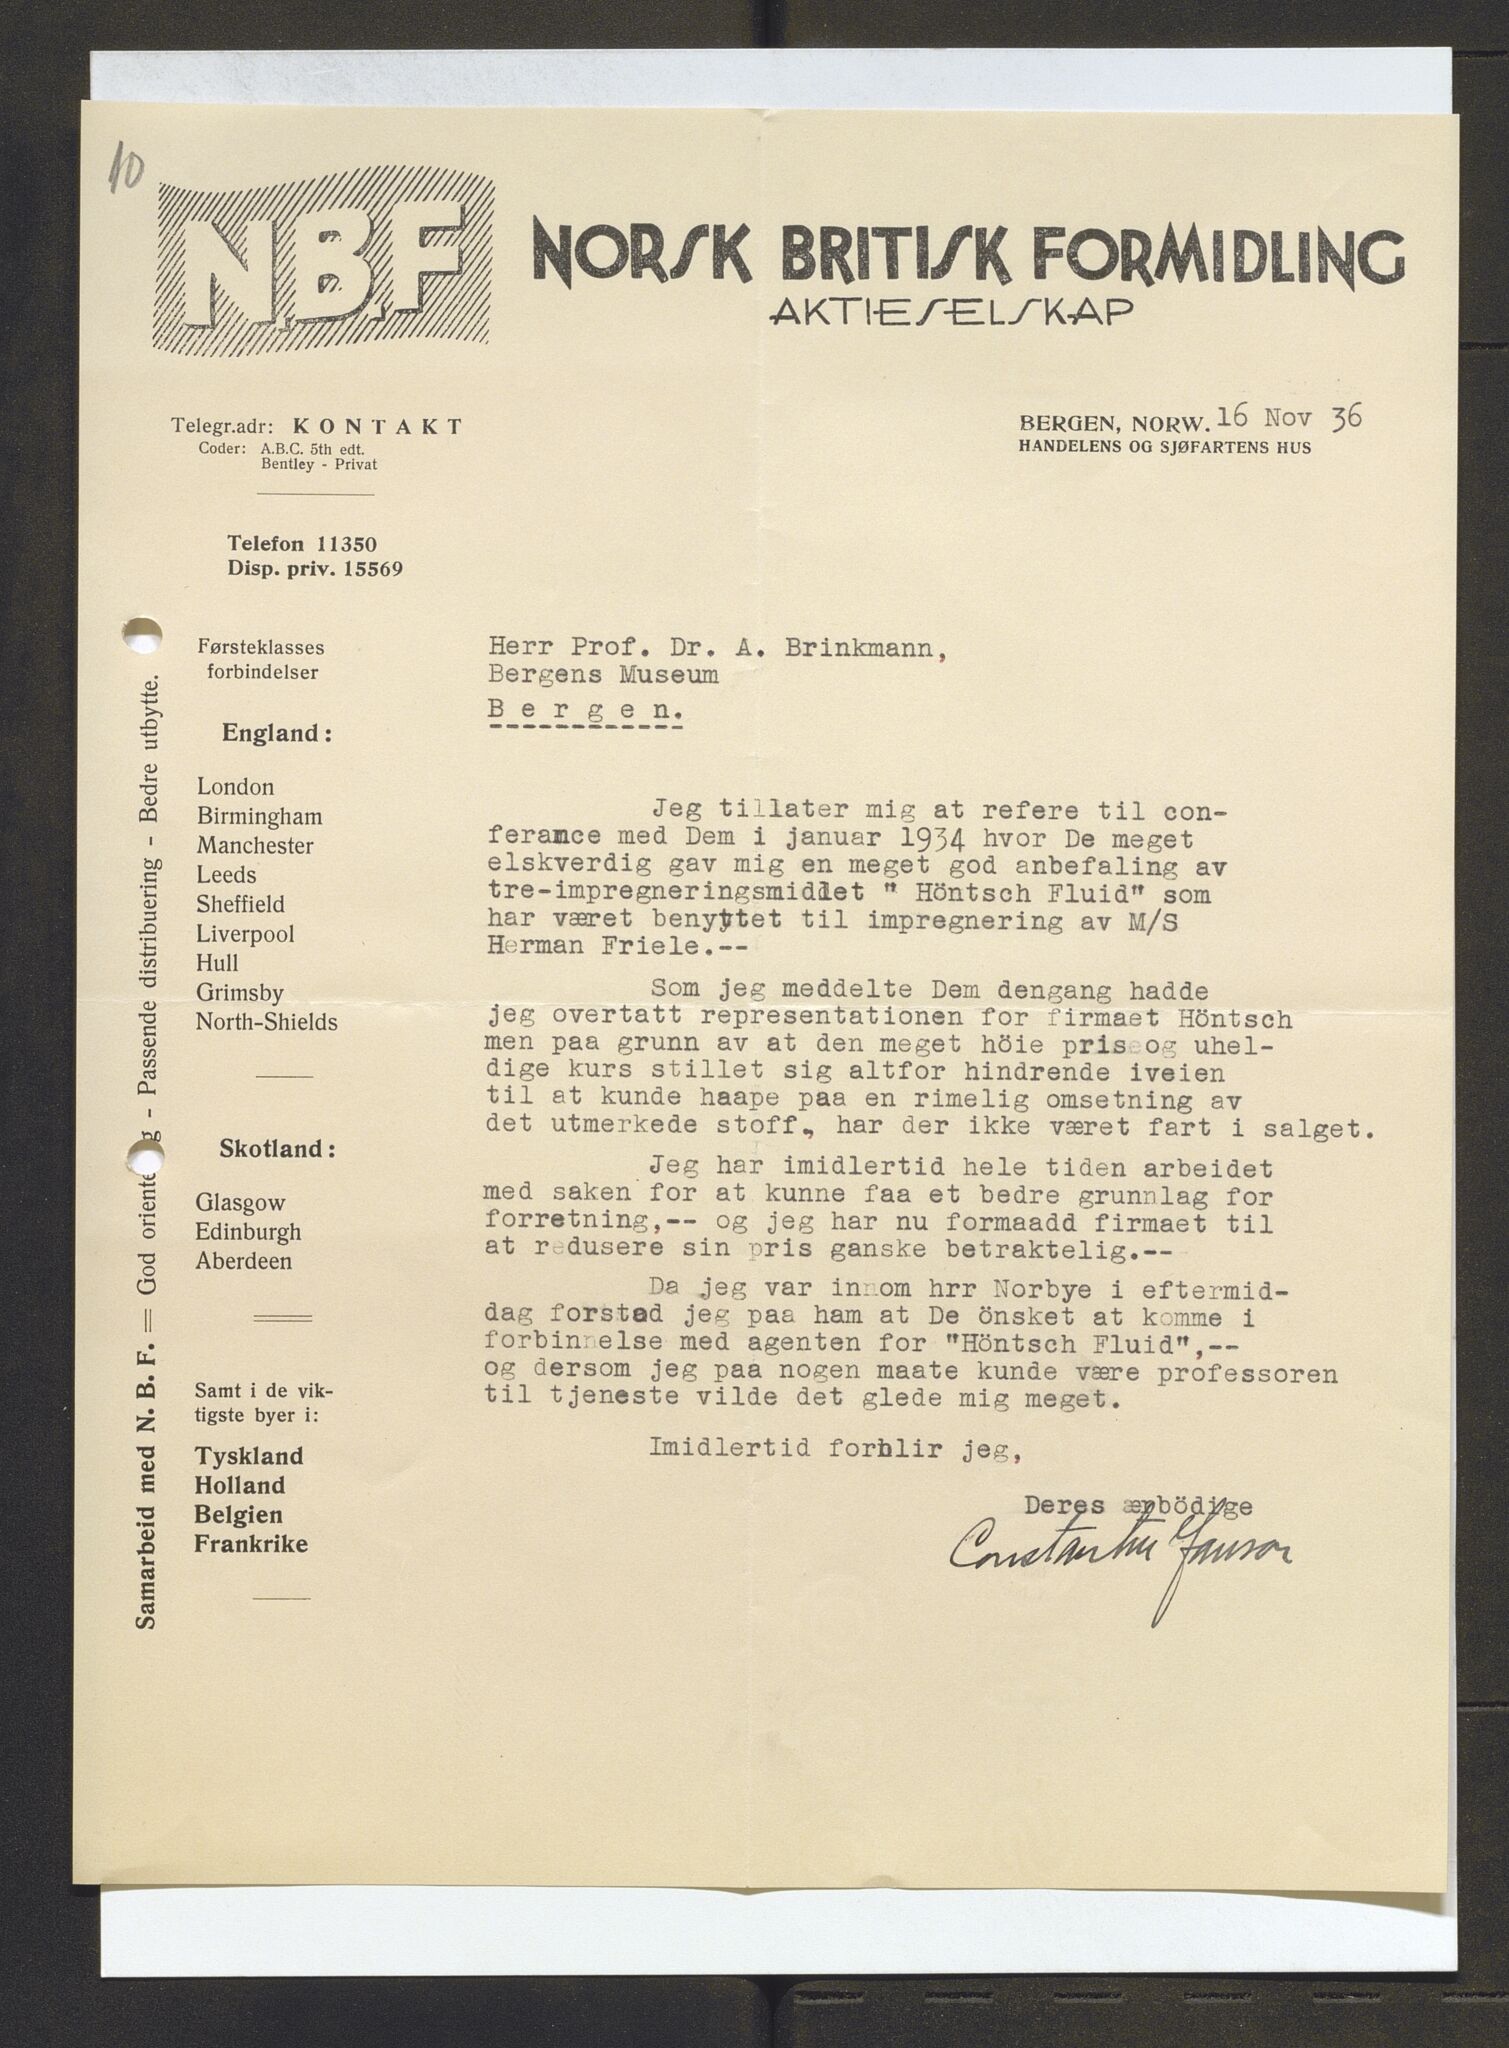 10
N.B.F.
NORSK BRITISK FORMIDLING
AKTIESELSKAP
Telegr.adr: KONTAKT
Coder: A.B.C. 5th edt.
Bentley - Privat
BERGEN, NORW. 16 Nov 36
HANDELENS OG SJØFARTENS HUS
Telefon 11350
Disp. priv. 15569
Førsteklasses
forbindelser
England:
London
Birmingham
Manchester
Leeds
Sheffield
Liverpool
Hull
Grimsby
North-Shields
Skotland:
Glasgow
Edinburgh
Aberdeen
Samt i de vik-
tigste byer i:
Tyskland
Holland
Belgien
Frankrike
Samarbeid med N. B. F. = God oriente g - Passende distribuering - Bedre utbytte.
Herr Prof. Dr. A. Brinkmann,
Bergens Museum
Bergen.
Jeg tillater mig at refere til con-
ferance med Dem i januar 1934 hvor De meget
elskverdig gav mig en meget god anbefaling av
tre-impregneringsmidlet " Höntsch Fluid" som
har været benyttet til impregnering av M/S
Herman Friele.--
Som jeg meddelte Dem dengang hadde
jeg overtatt representationen for firmaet Höntsch
men paa grunn av at den meget höie pris og uhel-
dige kurs stillet sig altfor hindrende iveien
til at kunde haape paa en rimelig omsetning av
det utmerkede stoff, har der ikke været fart i salget.
Jeg har imidlertid hele tiden arbeidet
med saken for at kunne faa et bedre grunnlag for
forretning,-- og jeg har nu formaadd firmaet til
at redusere sin pris ganske betraktelig.--
Da jeg var innom hrr Norbye i eftermid-
dag forstod jeg paa ham at De önsket at komme i
forbinnelse med agenten for "Höntsch Fluid",--
og dersom jeg paa nogen maate kunde være professoren
til tjeneste vilde det glede mig meget.
Imidlertid forblir jeg,
Deres ærbödige
Constantin Janson